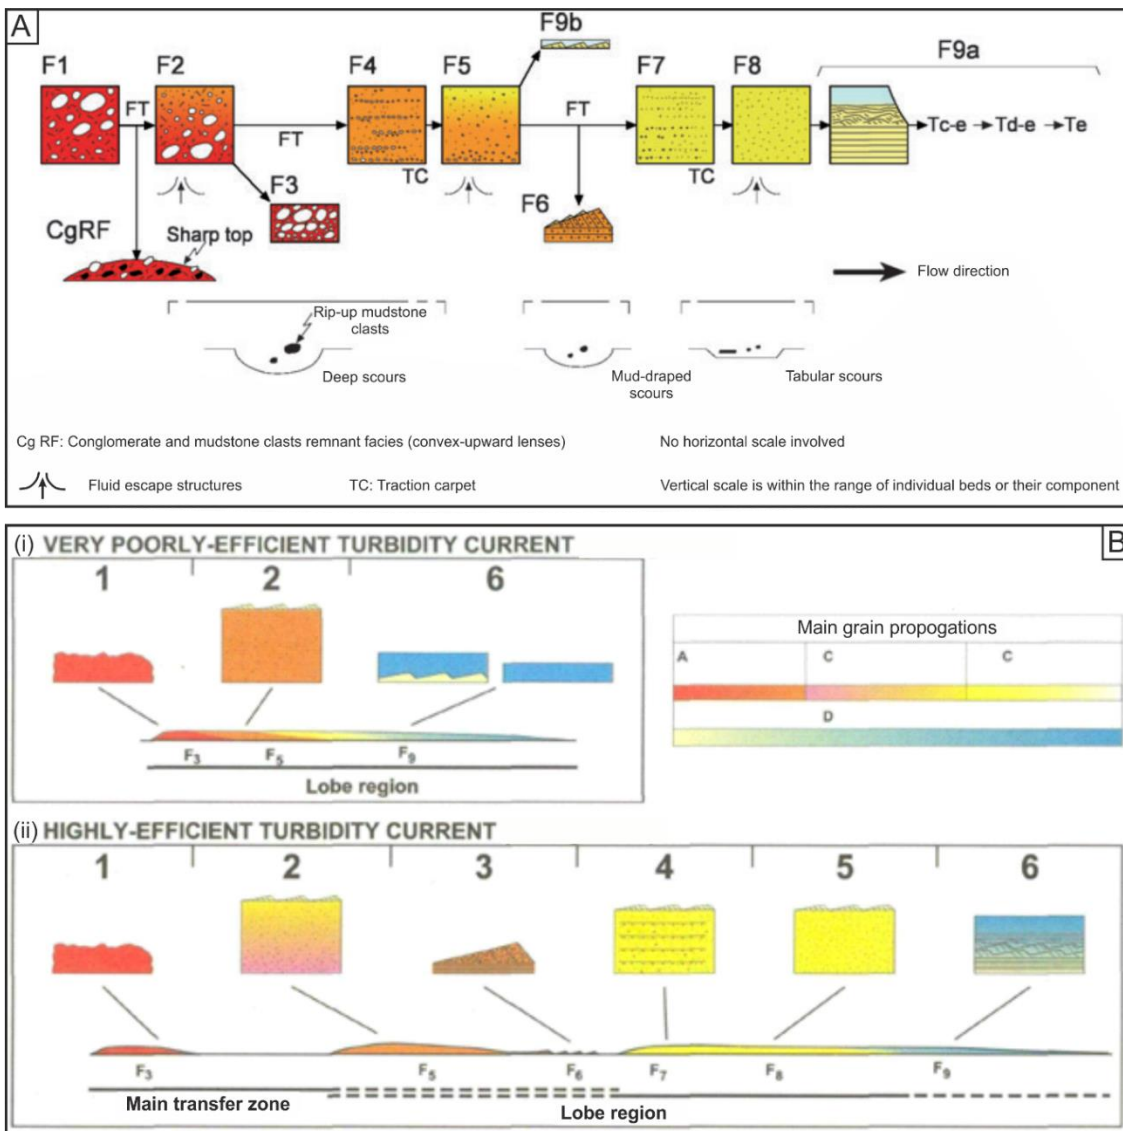 A
F9b
F1
F2
F4
F5
F7
F8
F9a
FT
FT
FT
TC
TC
Tc-e
Td-e
Te
F3
F6
CgRF
Sharp top
Flow direction
Rip-up mudstone
clasts
Deep scours
Mud-draped
scours
Tabular scours
Cg RF: Conglomerate and mudstone clasts remnant facies (convex-upward lenses)
No horizontal scale involved
Fluid escape structures
TC: Traction carpet
Vertical scale is within the range of individual beds or their component
B
(i) VERY POORLY-EFFICIENT TURBIDITY CURRENT
1 2 6
Main grain propogations
A C C
D
F3 F5 F9
Lobe region
(ii) HIGHLY-EFFICIENT TURBIDITY CURRENT
1 2 3 4 5 6
F3 F5 F6 F7 F8 F9
Main transfer zone
Lobe region